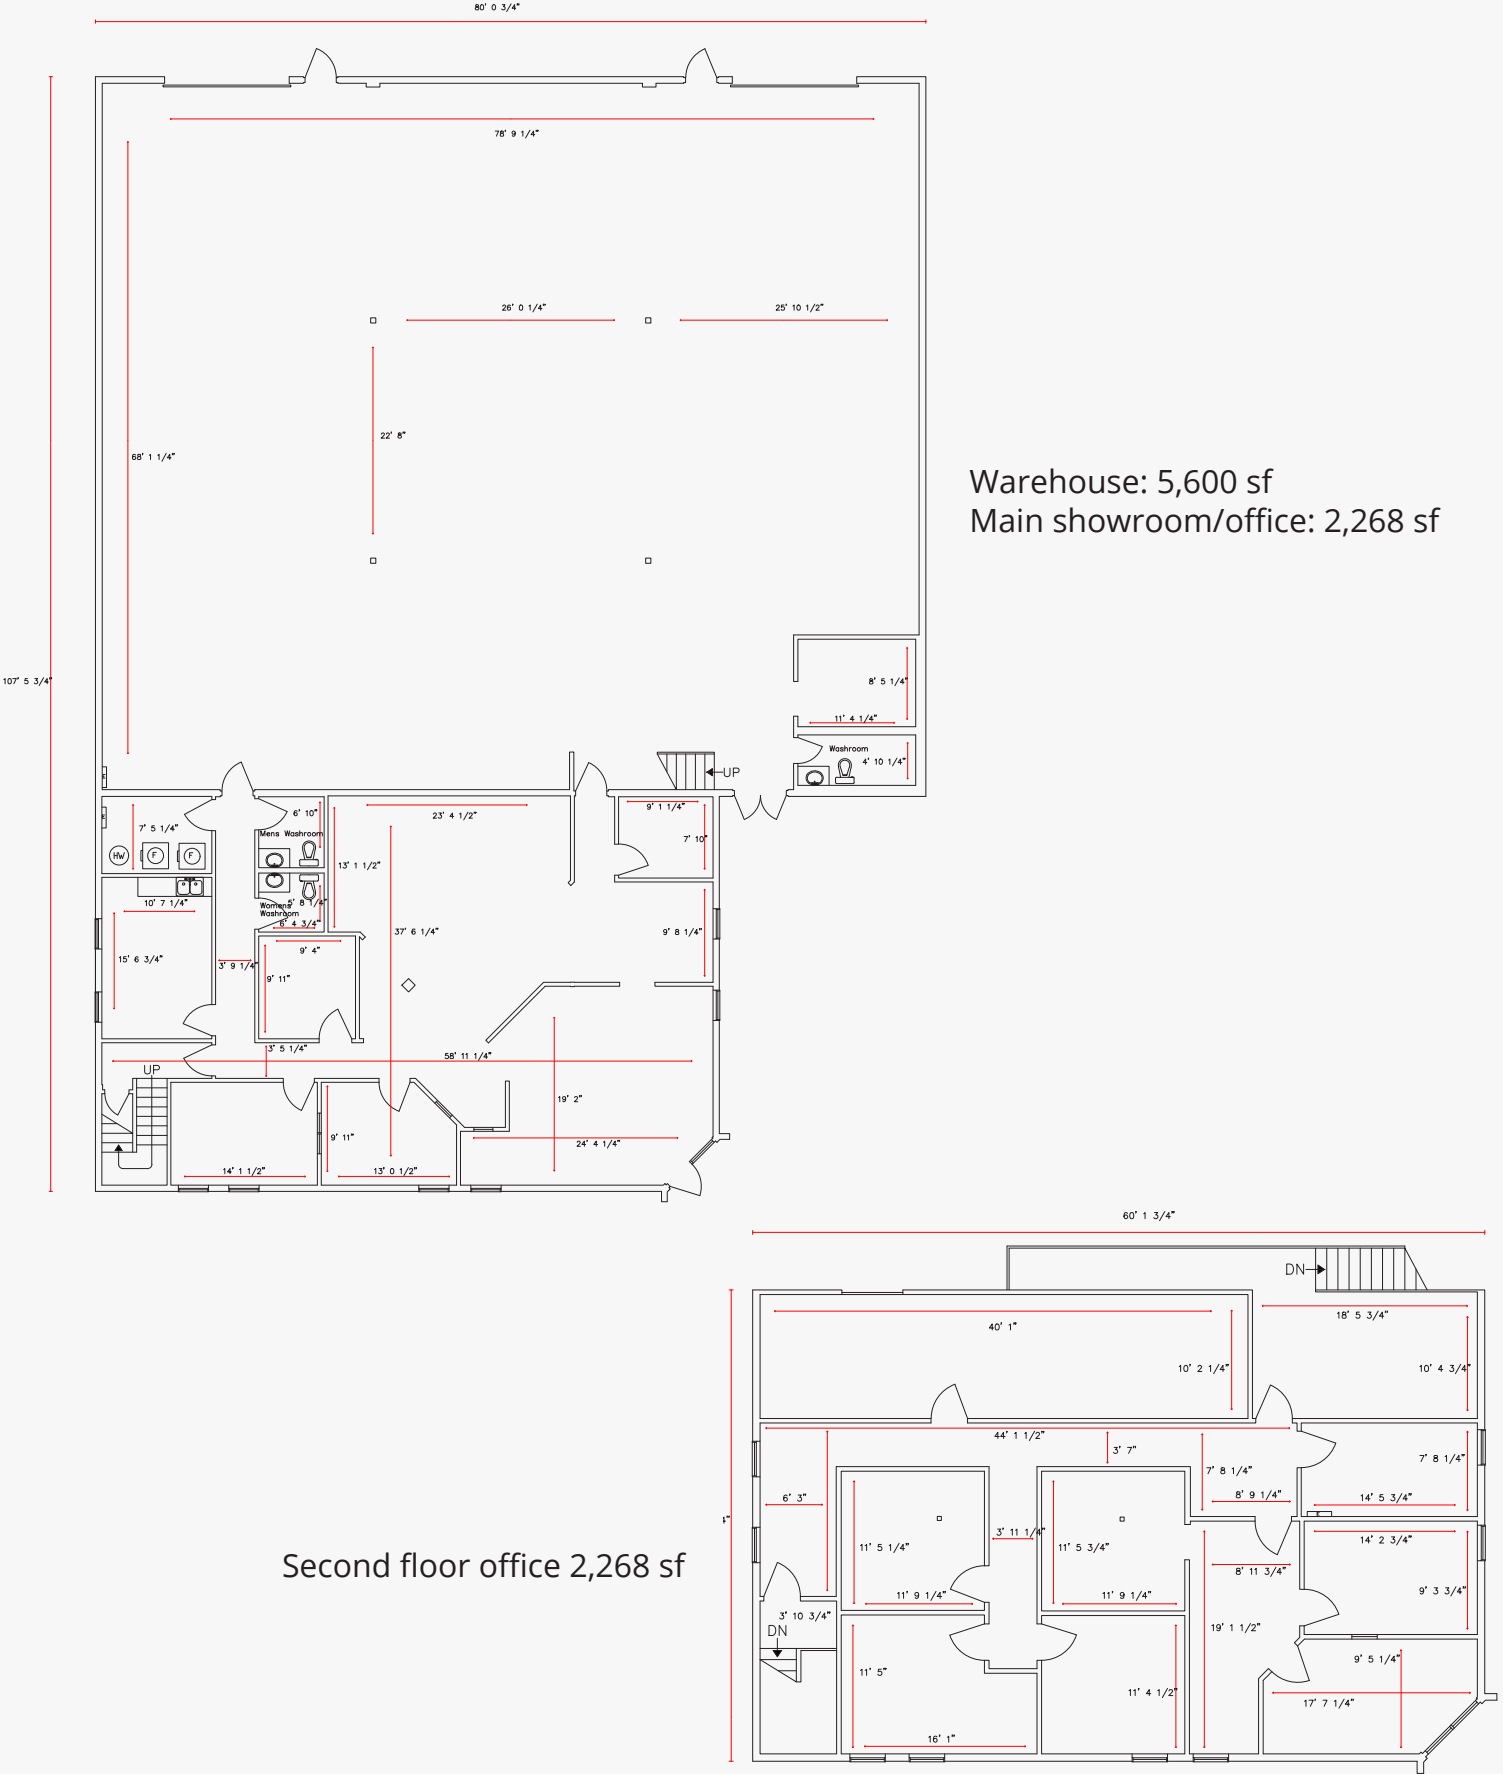 80' 0 3/4"
78' 9 1/4"
26' 0 1/4"
25' 10 1/2"
22' 8"
68' 1 1/4"
Warehouse: 5,600 sf
Main showroom/office: 2,268 sf
107' 5 3/4"
8' 5 1/4"
11' 4 1/4"
Washroom
4' 10 1/4"
UP
E
9' 1 1/4"
23' 4 1/2"
6' 10"
7' 5 1/4"
E
Mens Washroom
7' 10"
HW
F
F
13' 1 1/2"
10' 7 1/4"
5' 8 1/4"
Womens
Washroom
6' 4 3/4"
37' 6 1/4"
9' 8 1/4"
9' 4"
15' 6 3/4"
3' 9 1/4"
9' 11"
3' 5 1/4"
58' 11 1/4"
UP
19' 2"
9' 11"
24' 4 1/4"
14' 1 1/2"
13' 0 1/2"
60' 1 3/4"
DN
18' 5 3/4"
40' 1"
10' 2 1/4"
10' 4 3/4"
44' 1 1/2"
3' 7"
7' 8 1/4"
7' 8 1/4"
6' 3"
8' 9 1/4"
14' 5 3/4"
3' 11 1/4"
14' 2 3/4"
11' 5 1/4"
11' 5 3/4"
Second floor office 2,268 sf
8' 11 3/4"
9' 3 3/4"
11' 9 1/4"
11' 9 1/4"
3' 10 3/4"
DN
19' 1 1/2"
9' 5 1/4"
11' 5"
11' 4 1/2"
17' 7 1/4"
16' 1"